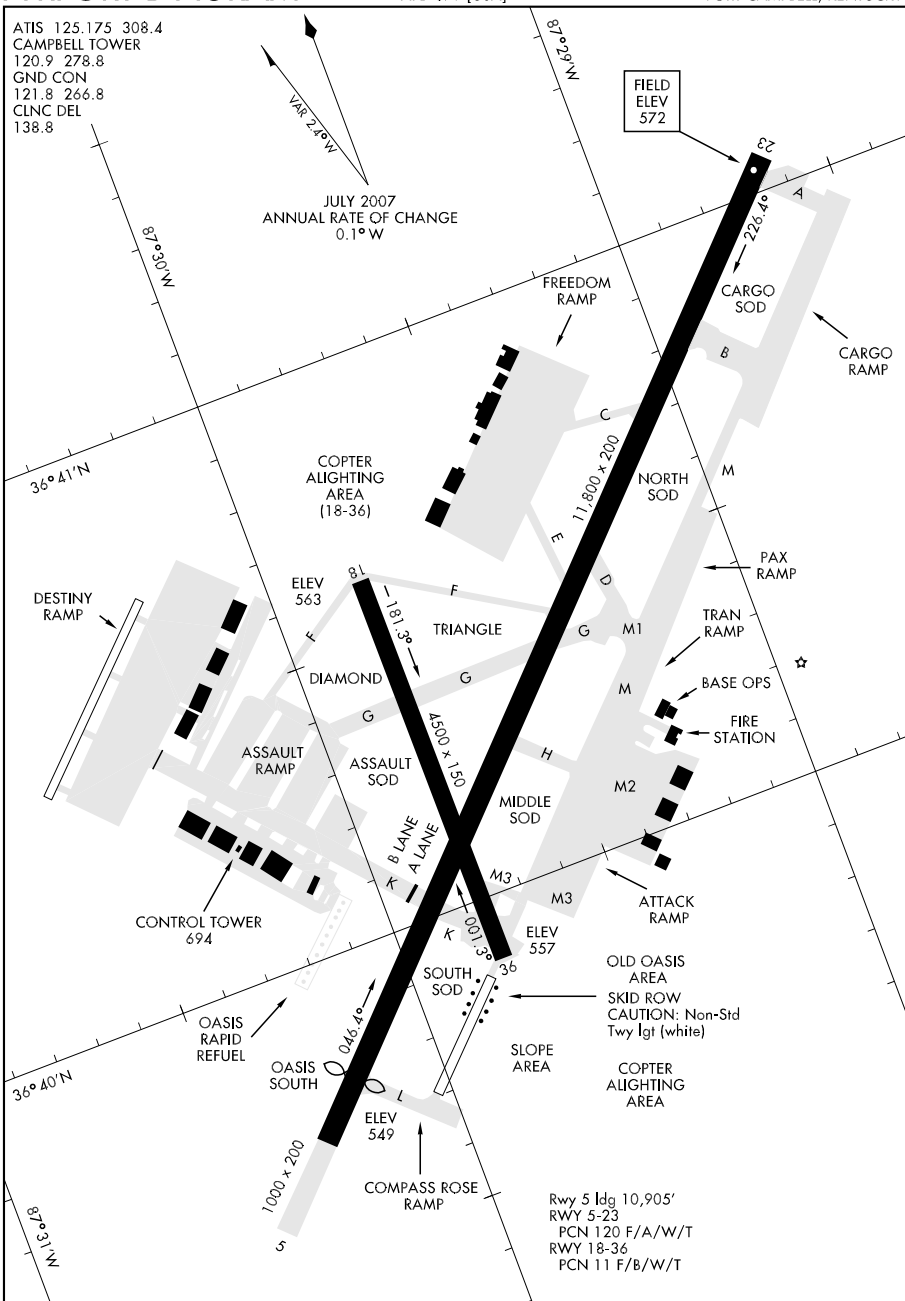 ATIS 125.175 308.4
CAMPBELL TOWER
120.9 278.8
GND CON
121.8 266.8
CLNC DEL
138.8
VAR 2.4°W
JULY 2007
ANNUAL RATE OF CHANGE
0.1° W
87°29'W
FIELD
ELEV
572
23
A
226.4°
87°30'W
FREEDOM
RAMP
CARGO
SOD
CARGO
RAMP
B
C
36°41'N
COPTER
ALIGHTING
AREA
(18-36)
11,800 x 200
NORTH
SOD
M
E
D
PAX
RAMP
DESTINY
RAMP
ELEV
563
18
F
F
181.3°
TRIANGLE
G
M1
TRAN
RAMP
DIAMOND
G
G
M
BASE OPS
FIRE
STATION
ASSAULT
RAMP
ASSAULT
SOD
4500 x 150
H
M2
MIDDLE
SOD
B LANE
A LANE
K
M3
M3
ATTACK
RAMP
CONTROL TOWER
694
K
001.3°
ELEV
557
36
SOUTH
SOD
OLD OASIS
AREA
SKID ROW
CAUTION: Non-Std
Twy lgt (white)
OASIS
RAPID
REFUEL
046.4°
SLOPE
AREA
COPTER
ALIGHTING
AREA
36°40'N
OASIS
SOUTH
L
ELEV
549
1000 x 200
COMPASS ROSE
RAMP
5
87°31'W
Rwy 5 ldg 10,905'
RWY 5-23
PCN 120 F/A/W/T
RWY 18-36
PCN 11 F/B/W/T